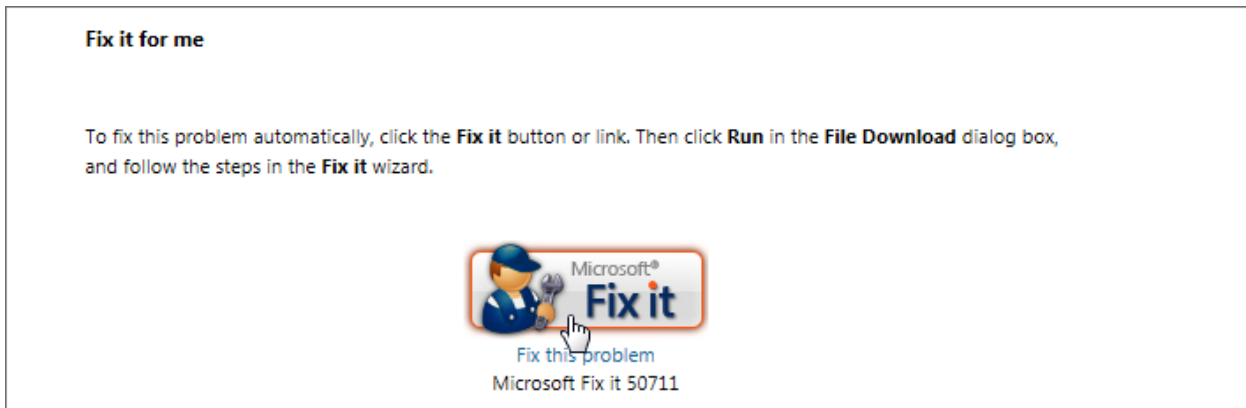 Fix it for me
To fix this problem automatically, click the Fix it button or link. Then click Run in the File Download dialog box,
and follow the steps in the Fix it wizard.
Microsoft®
Fix it
Fix this problem
Microsoft Fix it 50711